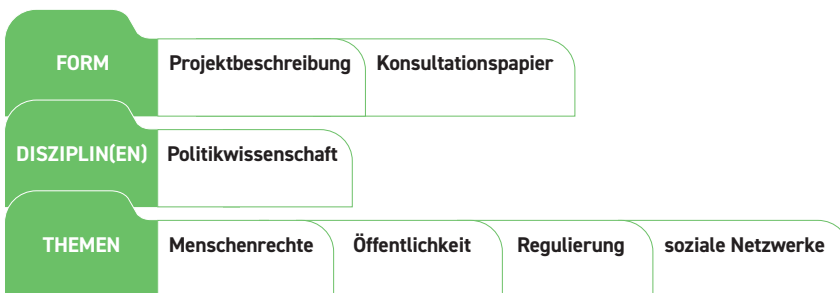 FORM Projektbeschreibung Konsultationspapier
DISZIPLIN(EN) Politikwissenschaft
THEMEN Menschenrechte Öffentlichkeit Regulierung soziale Netzwerke